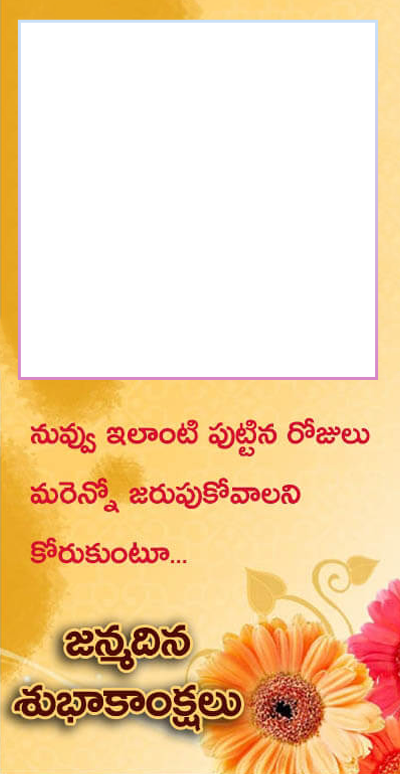 నువ్వు ఇలాంటి పుట్టిన రోజులు
మరెన్నో జరుపుకోవాలని
కోరుకుంటూ...
జన్మదిన
శుభాకాంక్షలు